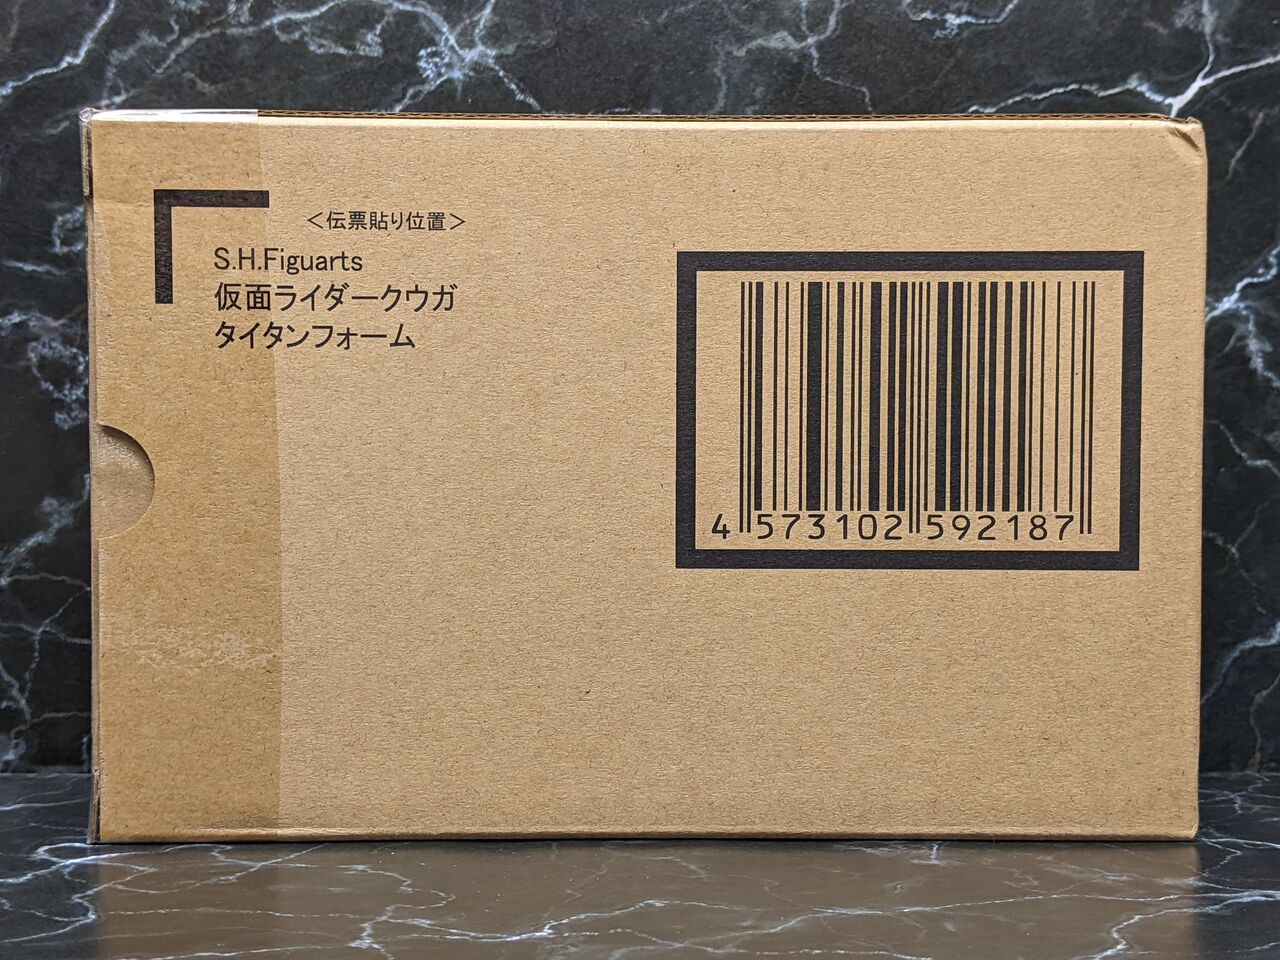 ＜伝票貼り位置＞
S.H.Figuarts
仮面ライダークウガ
タイタンフォーム
4 573102 592187